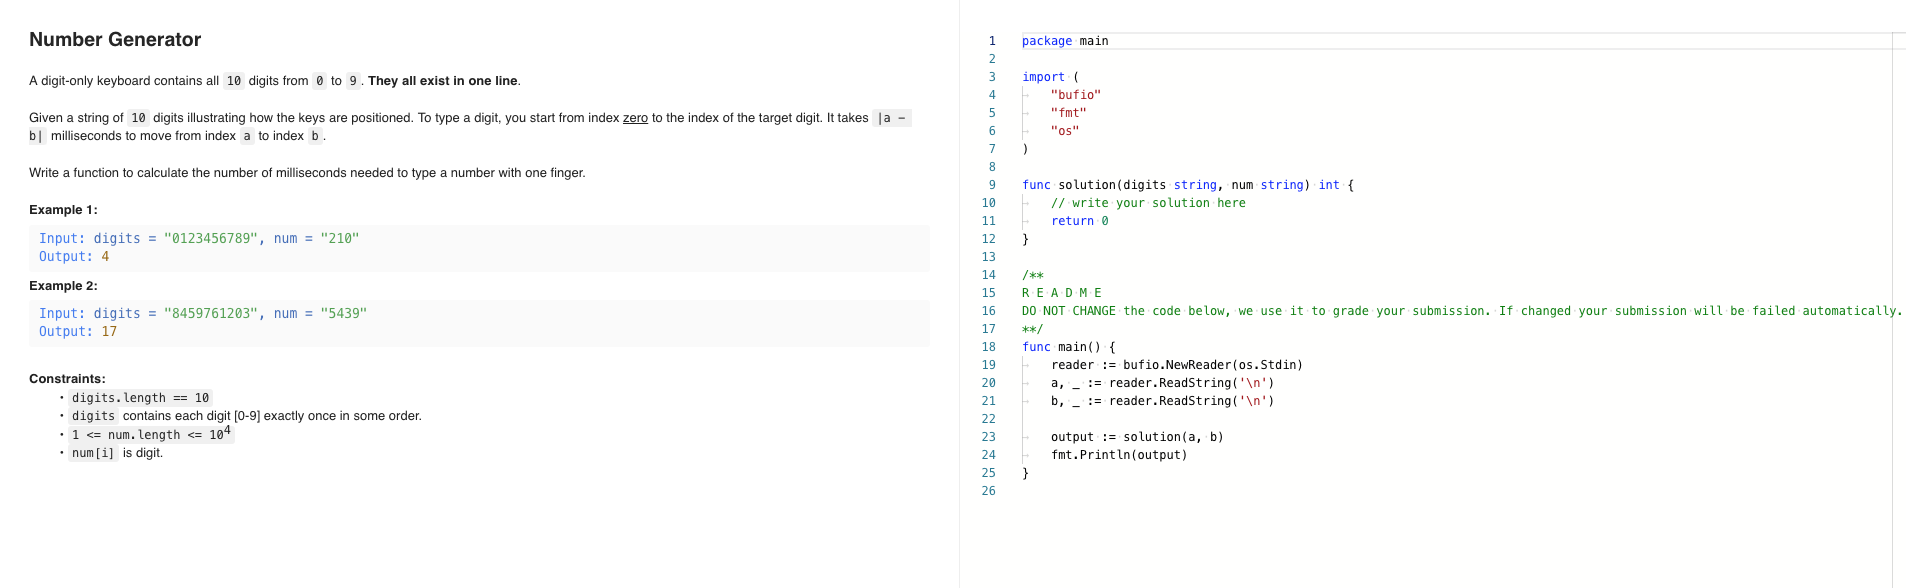 Number Generator
A digit-only keyboard contains all 10 digits from 0 to 9. They all exist in one line.
Given a string of 10 digits illustrating how the keys are positioned. To type a digit, you start from index zero to the index of the target digit. It takes |a −
b| milliseconds to move from index a to index b.
Write a function to calculate the number of milliseconds needed to type a number with one finger.
Example 1:
Input: digits = "0123456789", num = "210"
Output: 4
Example 2:
Input: digits = "8459761203", num = "5439"
Output: 17
Constraints:
• digits.length == 10
• digits contains each digit [0-9] exactly once in some order.
• 1 <= num.length <= 10⁴
• num[i] is digit.
1 package main
2
3 import (
4 "bufio"
5 "fmt"
6 "os"
7 )
8
9 func solution(digits string, num string) int {
10 // write your solution here
11 return 0
12 }
13
14 /**
15 R E A D M E
16 DO NOT CHANGE the code below, we use it to grade your submission. If changed your submission will be failed automatically.
17 **/
18 func main() {
19 reader := bufio.NewReader(os.Stdin)
20 a, _ := reader.ReadString('\n')
21 b, _ := reader.ReadString('\n')
22
23 output := solution(a, b)
24 fmt.Println(output)
25 }
26